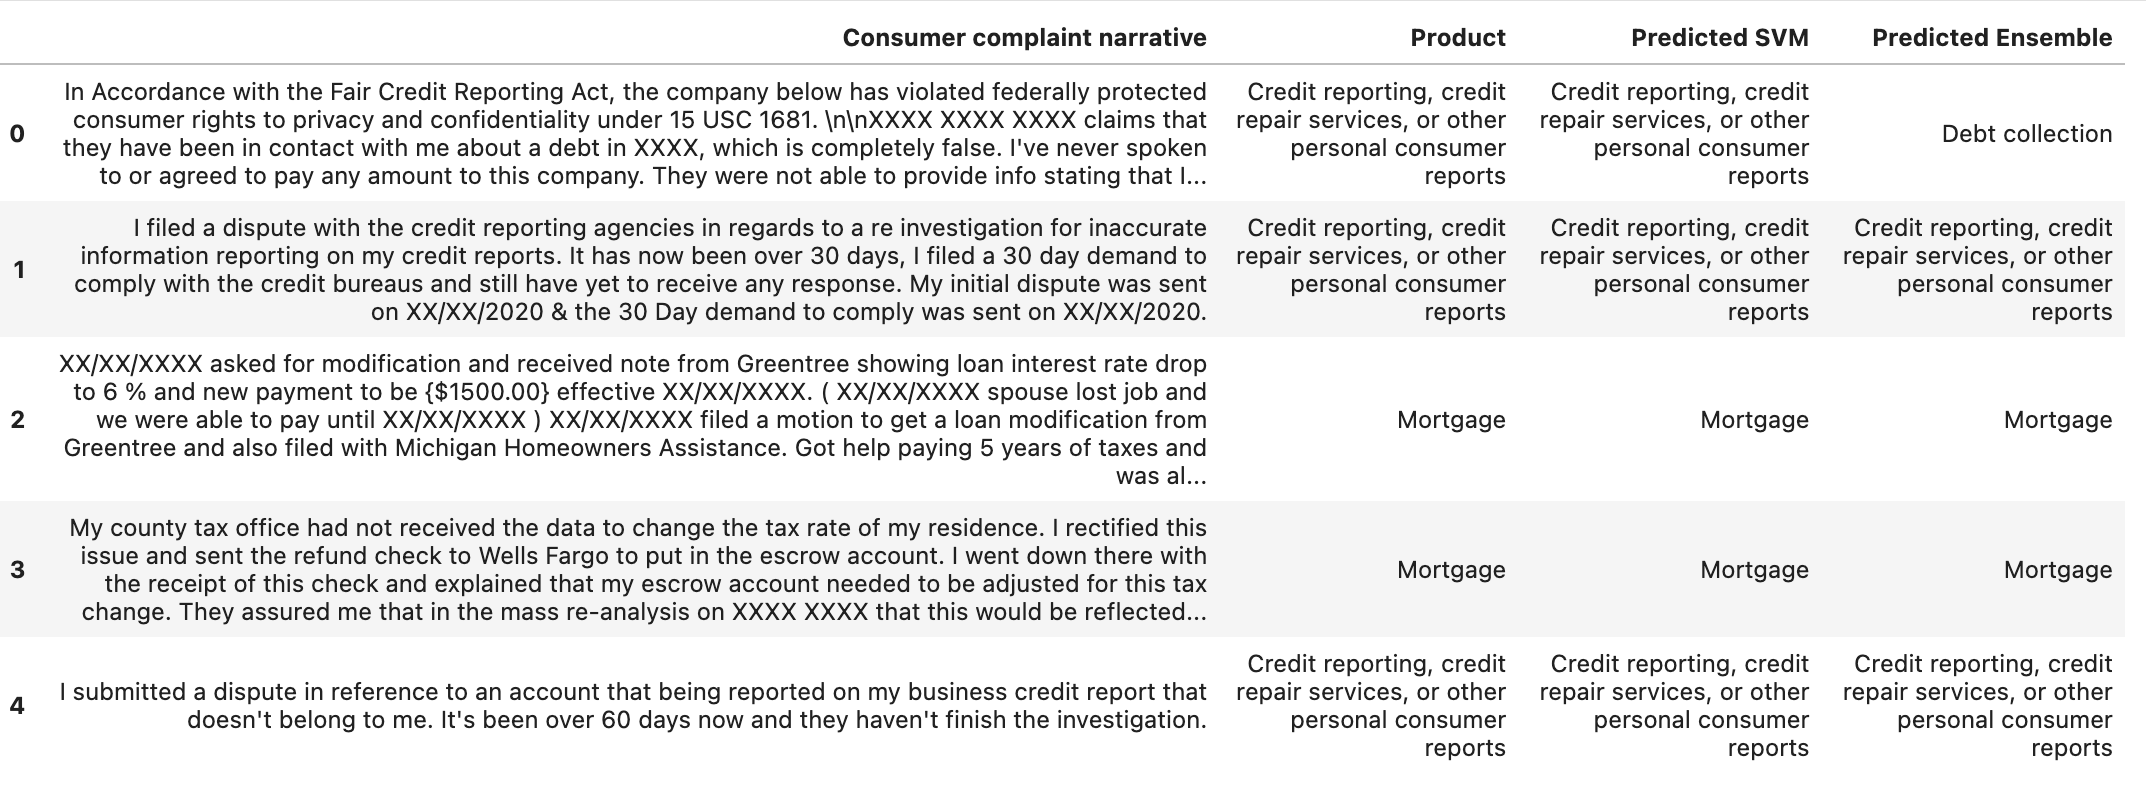 Consumer complaint narrative Product Predicted SVM Predicted Ensemble
0
In Accordance with the Fair Credit Reporting Act, the company below has violated federally protected
consumer rights to privacy and confidentiality under 15 USC 1681. \n\nXXXX XXXX XXXX claims that
they have been in contact with me about a debt in XXXX, which is completely false. I've never spoken
to or agreed to pay any amount to this company. They were not able to provide info stating that I...
Credit reporting, credit
repair services, or other
personal consumer
reports
Credit reporting, credit
repair services, or other
personal consumer
reports
Debt collection
1
I filed a dispute with the credit reporting agencies in regards to a re investigation for inaccurate
information reporting on my credit reports. It has now been over 30 days, I filed a 30 day demand to
comply with the credit bureaus and still have yet to receive any response. My initial dispute was sent
on XX/XX/2020 & the 30 Day demand to comply was sent on XX/XX/2020.
Credit reporting, credit
repair services, or other
personal consumer
reports
Credit reporting, credit
repair services, or other
personal consumer
reports
Credit reporting, credit
repair services, or other
personal consumer
reports
2
XX/XX/XXXX asked for modification and received note from Greentree showing loan interest rate drop
to 6 % and new payment to be {$1500.00} effective XX/XX/XXXX. ( XX/XX/XXXX spouse lost job and
we were able to pay until XX/XX/XXXX ) XX/XX/XXXX filed a motion to get a loan modification from
Greentree and also filed with Michigan Homeowners Assistance. Got help paying 5 years of taxes and
was al...
Mortgage
Mortgage
Mortgage
3
My county tax office had not received the data to change the tax rate of my residence. I rectified this
issue and sent the refund check to Wells Fargo to put in the escrow account. I went down there with
the receipt of this check and explained that my escrow account needed to be adjusted for this tax
change. They assured me that in the mass re-analysis on XXXX XXXX that this would be reflected...
Mortgage
Mortgage
Mortgage
4
I submitted a dispute in reference to an account that being reported on my business credit report that
doesn't belong to me. It's been over 60 days now and they haven't finish the investigation.
Credit reporting, credit
repair services, or other
personal consumer
reports
Credit reporting, credit
repair services, or other
personal consumer
reports
Credit reporting, credit
repair services, or other
personal consumer
reports